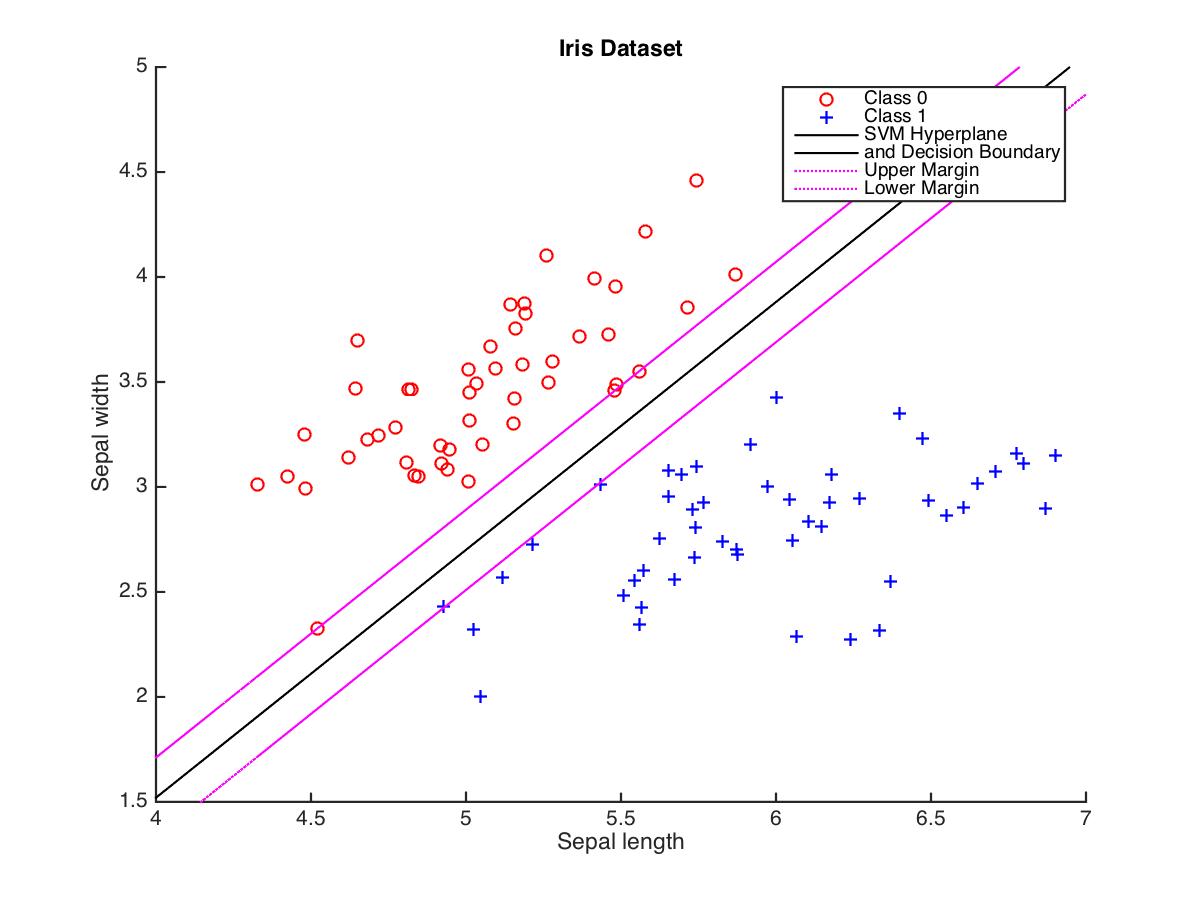 Iris Dataset
5
Class 0
Class 1
SVM Hyperplane
and Decision Boundary
Upper Margin
Lower Margin
4.5
4
3.5
3
2.5
2
1.5
Sepal width
4
4.5
5
5.5
6
6.5
7
Sepal length